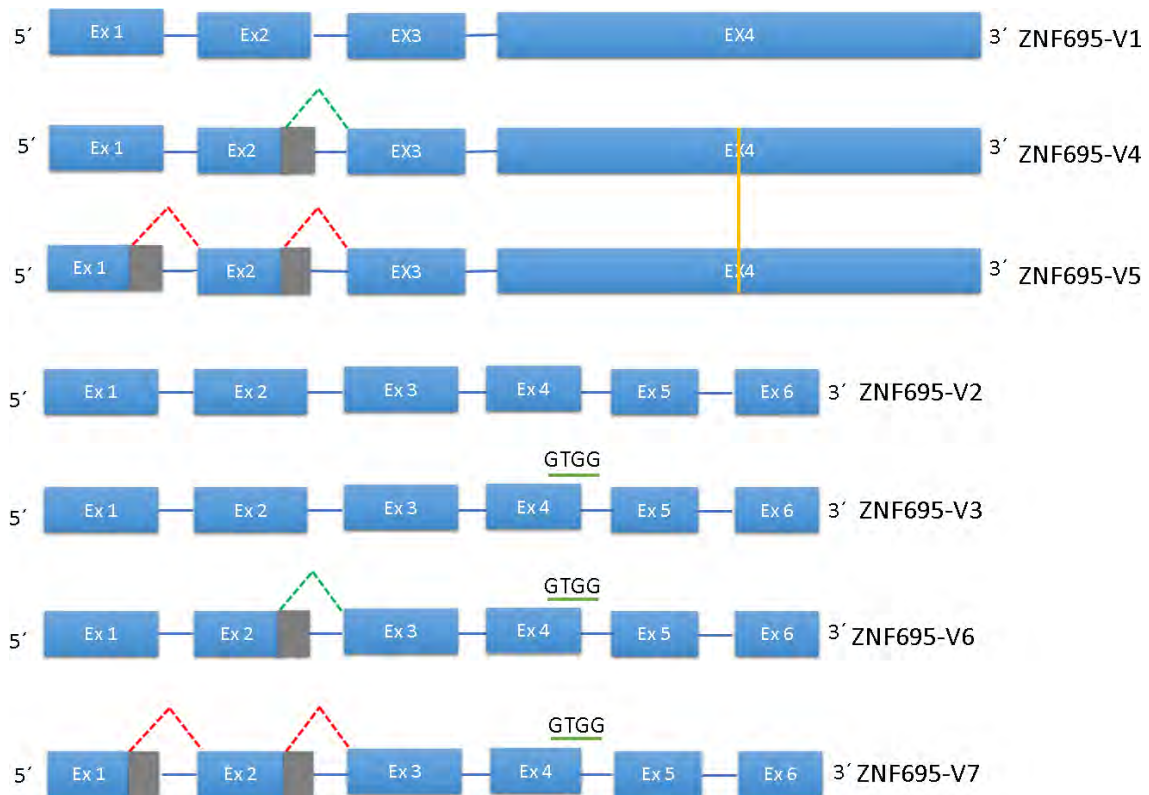 5´ Ex 1 Ex2 EX3 EX4 3´ ZNF695-V1
5´ Ex 1 Ex2 EX3 EX4 3´ ZNF695-V4
5´ Ex 1 Ex2 EX3 EX4 3´ ZNF695-V5
5´ Ex 1 Ex 2 Ex 3 Ex 4 Ex 5 Ex 6 3´ ZNF695-V2
GTGG
5´ Ex 1 Ex 2 Ex 3 Ex 4 Ex 5 Ex 6 3´ ZNF695-V3
GTGG
5´ Ex 1 Ex 2 Ex 3 Ex 4 Ex 5 Ex 6 3´ ZNF695-V6
GTGG
5´ Ex 1 Ex 2 Ex 3 Ex 4 Ex 5 Ex 6 3´ ZNF695-V7